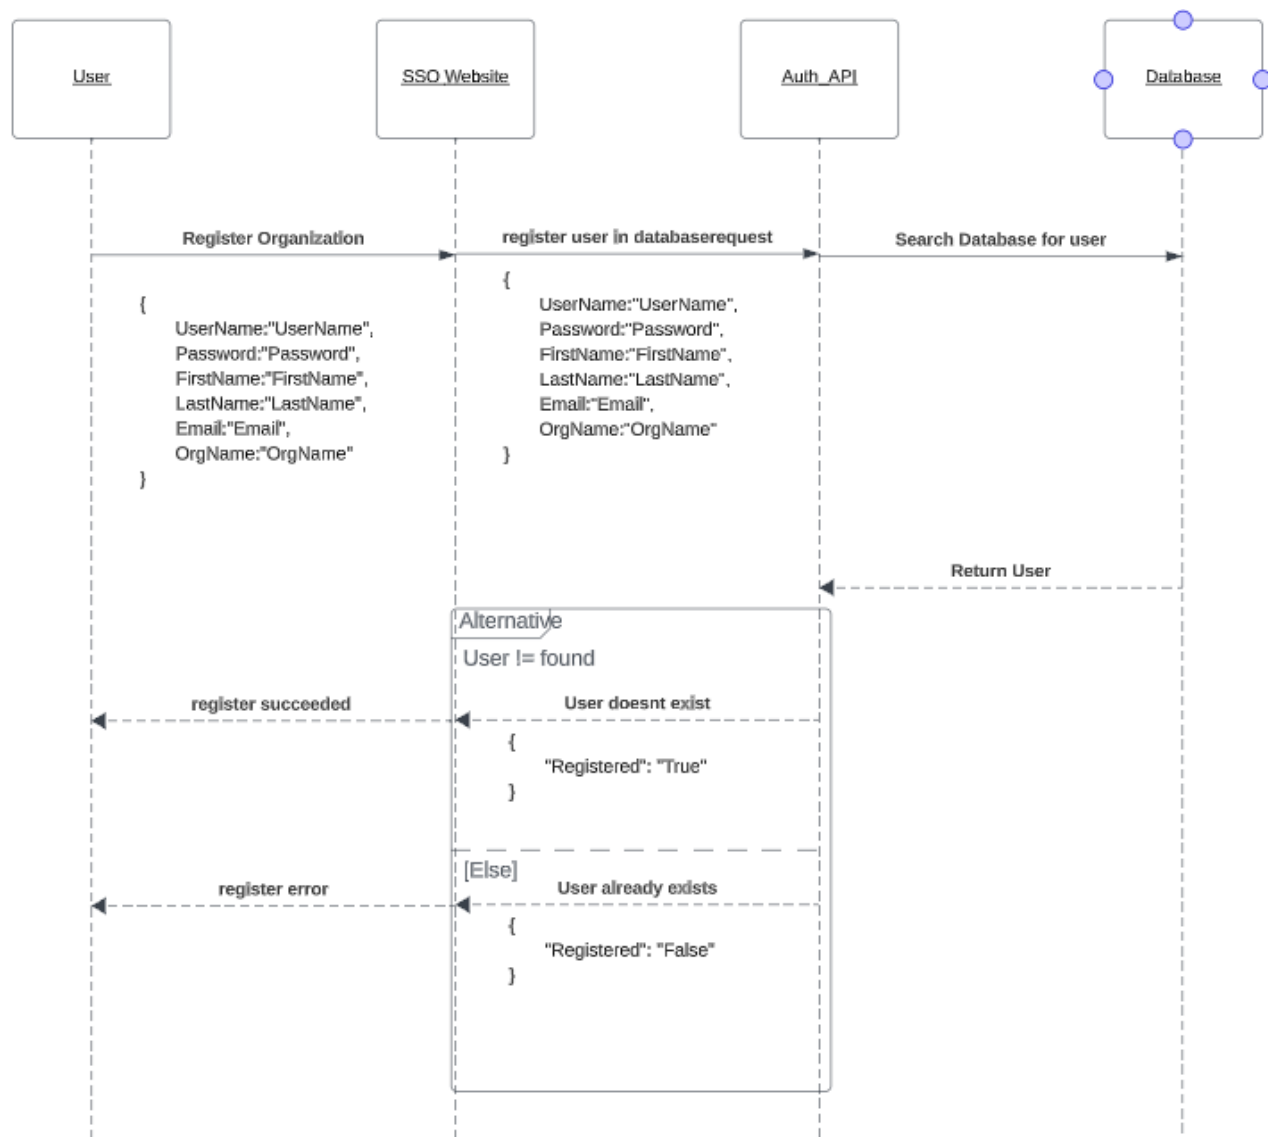 User
SSO Website
Auth_API
Database
Register Organization
register user in databaserequest
Search Database for user
{
UserName:"UserName",
Password:"Password",
FirstName:"FirstName",
LastName:"LastName",
Email:"Email",
OrgName:"OrgName"
}
{
UserName:"UserName",
Password:"Password",
FirstName:"FirstName",
LastName:"LastName",
Email:"Email",
OrgName:"OrgName"
}
Return User
Alternative
User != found
register succeeded
User doesnt exist
{
"Registered": "True"
}
[Else]
register error
User already exists
{
"Registered": "False"
}